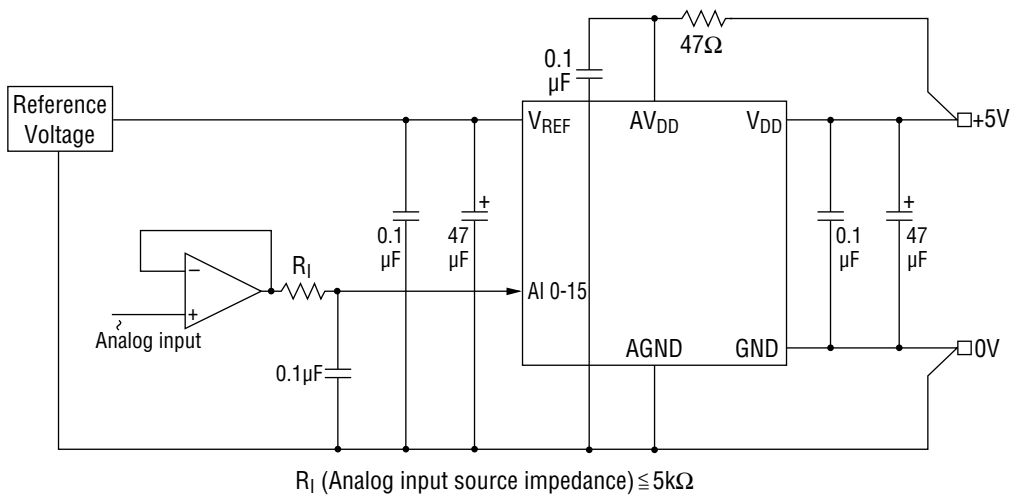 47Ω
0.1
μF
Reference
Voltage
VREF
AVDD
VDD
+5V
+
+
0.1
μF
47
μF
0.1
μF
47
μF
–
RI
AI 0-15
+
Analog input
AGND
GND
0V
0.1μF
RI (Analog input source impedance) ≦ 5kΩ